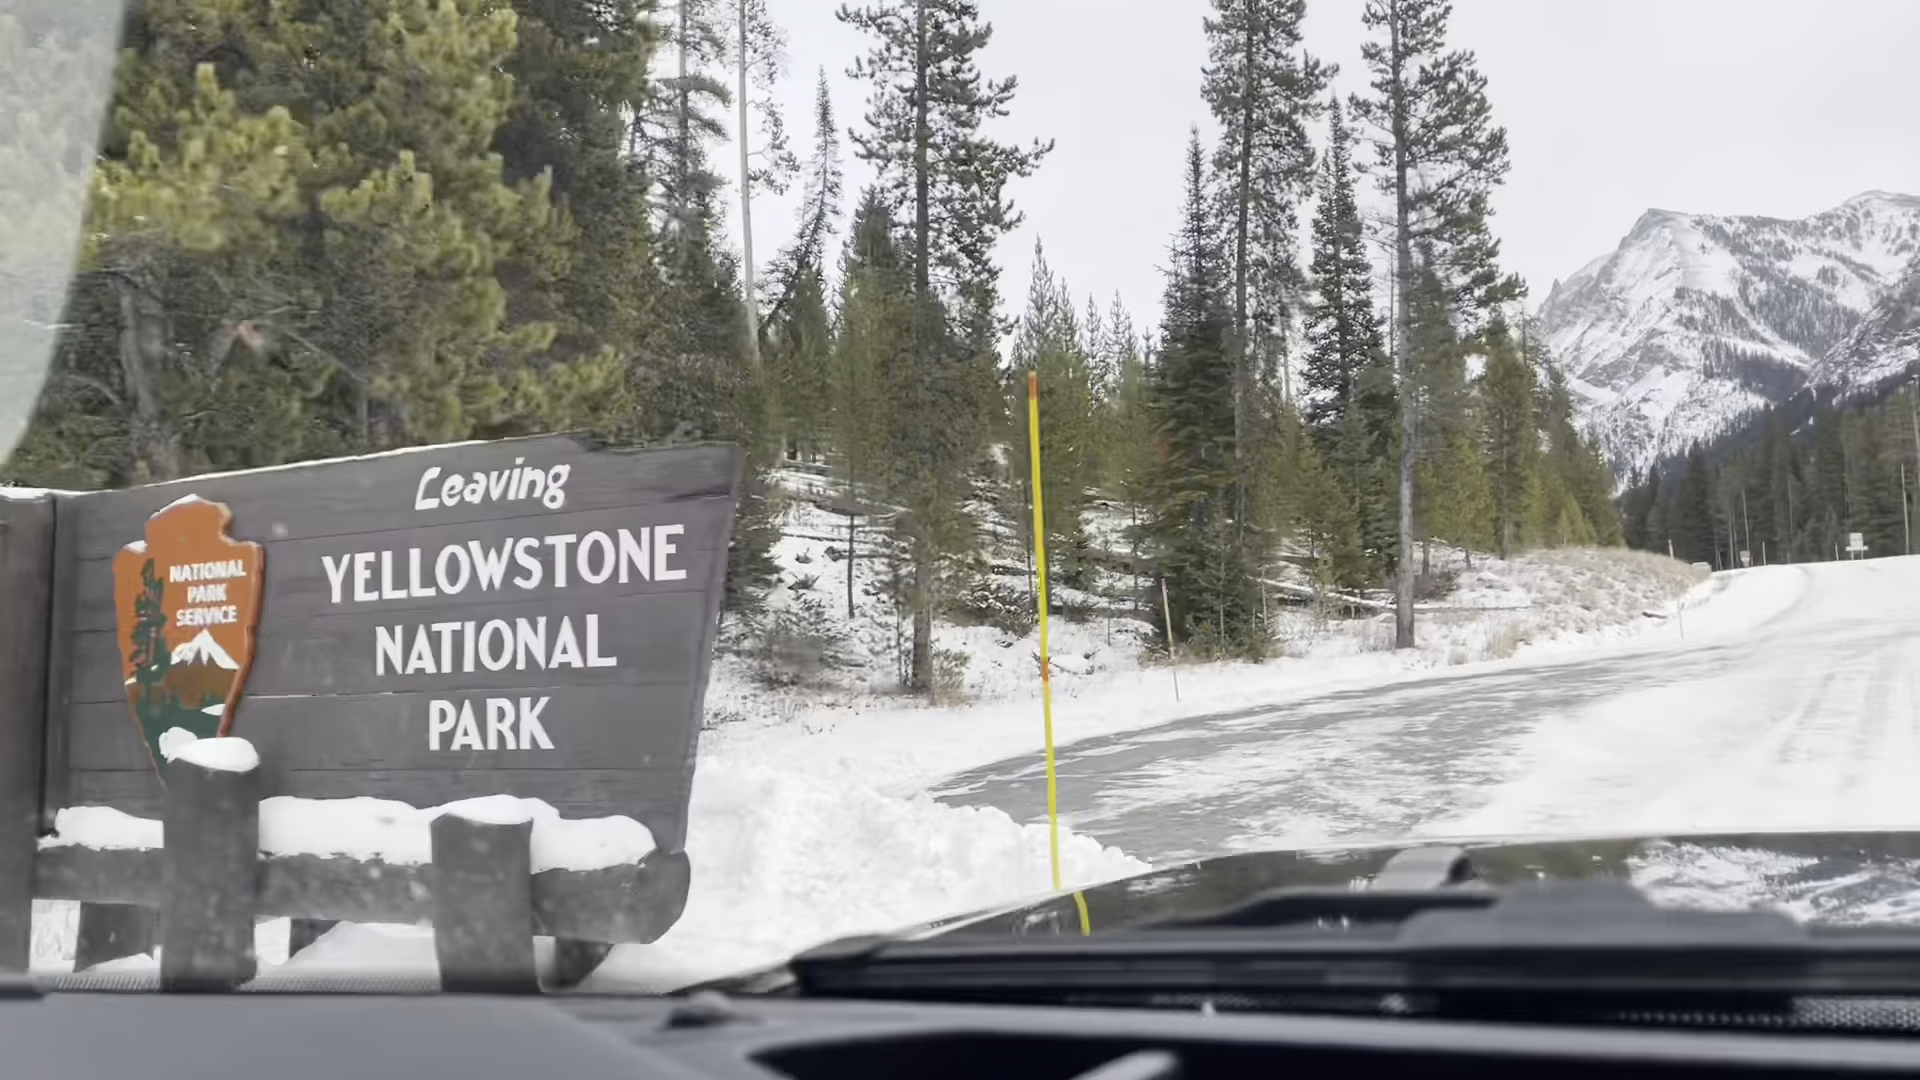 Leaving
YELLOWSTONE
NATIONAL
PARK
NATIONAL
PARK
SERVICE